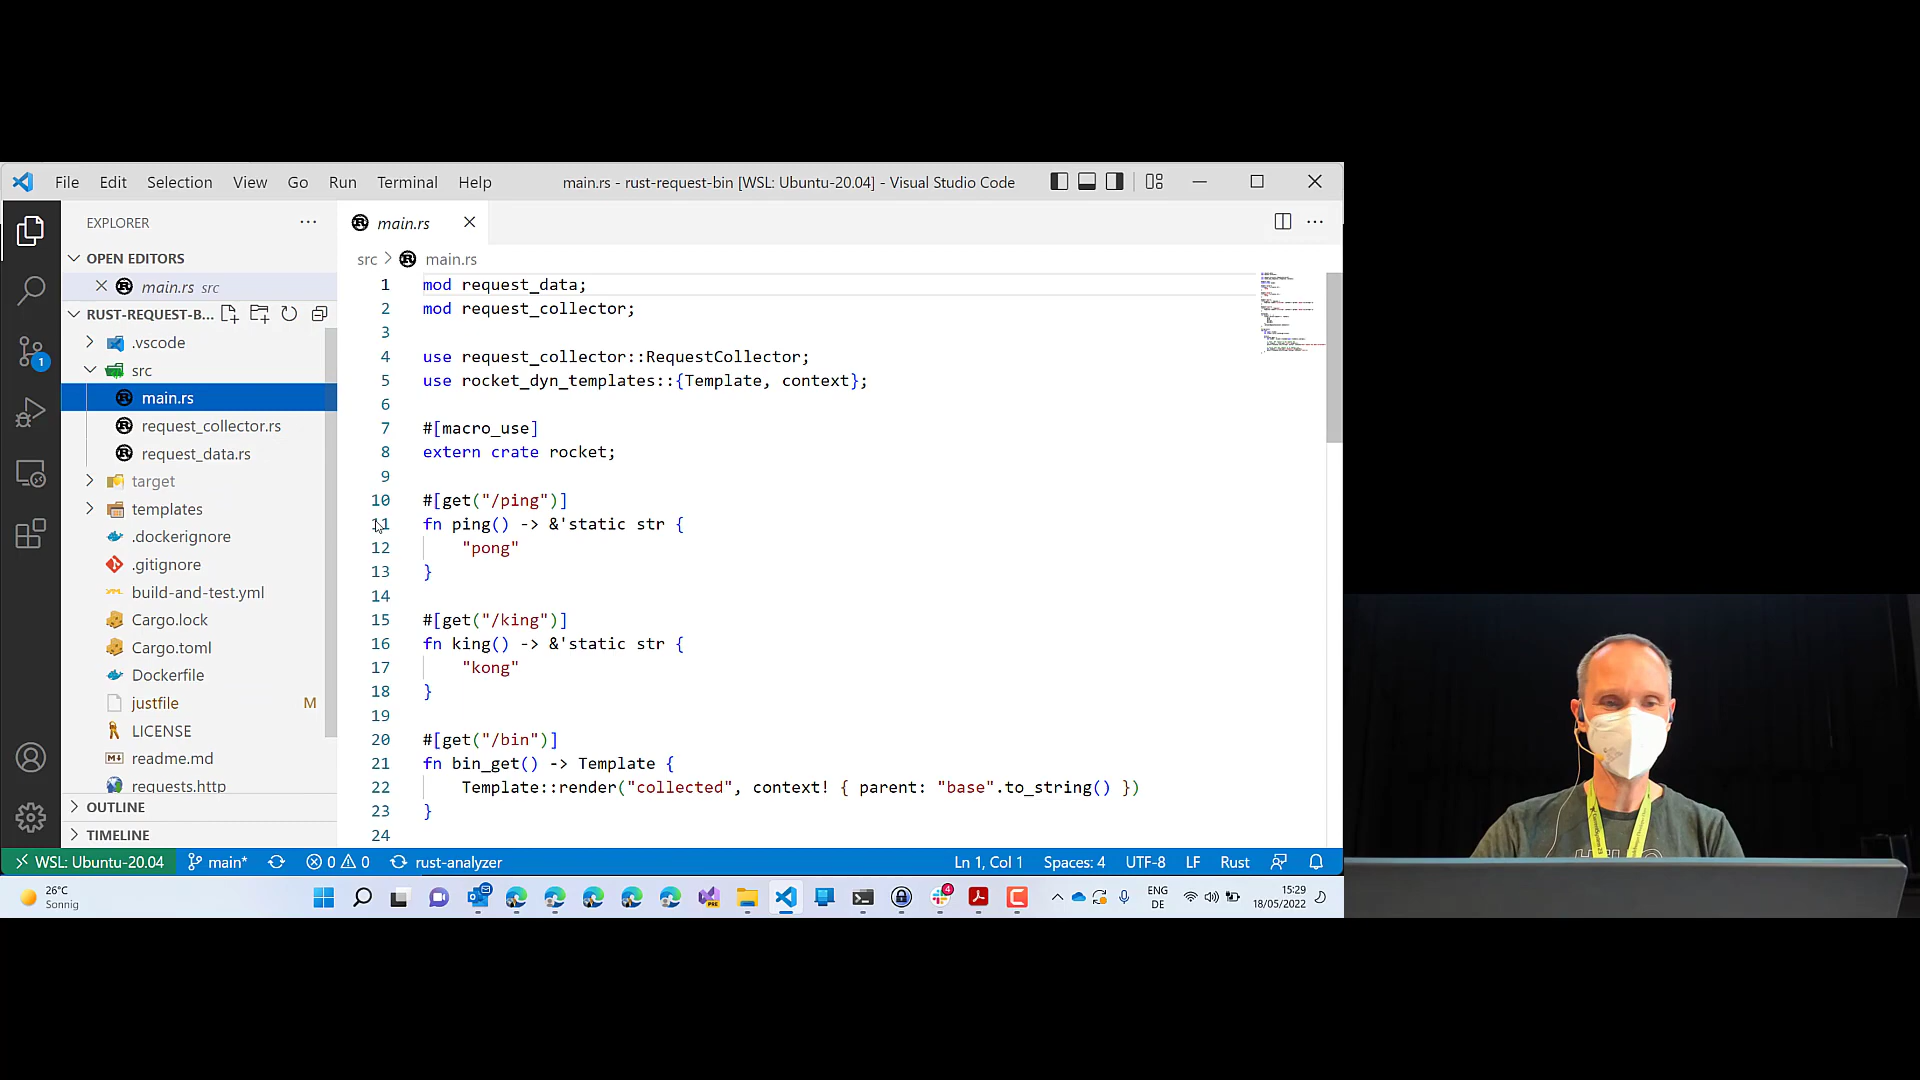 File Edit Selection View Go Run Terminal Help main.rs - rust-request-bin [WSL: Ubuntu-20.04] - Visual Studio Code
EXPLORER
OPEN EDITORS
main.rs src
RUST-REQUEST-B...
.vscode
src
main.rs
request_collector.rs
request_data.rs
target
templates
.dockerignore
.gitignore
build-and-test.yml
Cargo.lock
Cargo.toml
Dockerfile
justfile M
LICENSE
readme.md
requests.http
OUTLINE
TIMELINE
1
main.rs
src > main.rs
1 mod request_data;
2 mod request_collector;
3
4 use request_collector::RequestCollector;
5 use rocket_dyn_templates::{Template, context};
6
7 #[macro_use]
8 extern crate rocket;
9
10 #[get("/ping")]
11 fn ping() -> &'static str {
12 "pong"
13 }
14
15 #[get("/king")]
16 fn king() -> &'static str {
17 "kong"
18 }
19
20 #[get("/bin")]
21 fn bin_get() -> Template {
22 Template::render("collected", context! { parent: "base".to_string() })
23 }
24
WSL: Ubuntu-20.04 main* 0 0 rust-analyzer Ln 1, Col 1 Spaces: 4 UTF-8 LF Rust
26°C
Sonnig
PRE
4
ENG
DE
15:29
18/05/2022